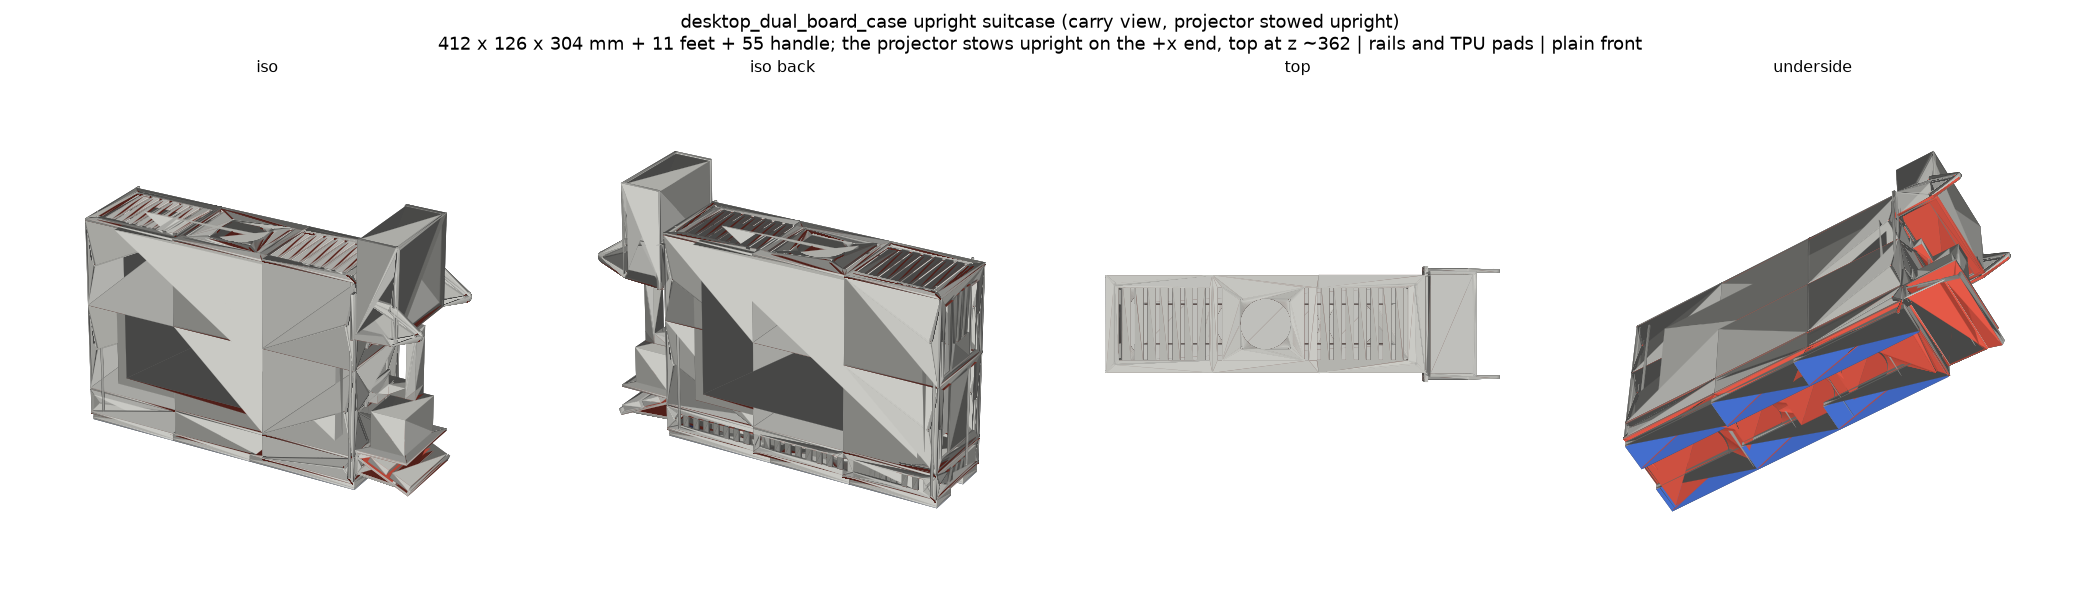 desktop_dual_board_case upright suitcase (carry view, projector stowed upright)
412 x 126 x 304 mm + 11 feet + 55 handle; the projector stows upright on the +x end, top at z ~362 | rails and TPU pads | plain front
iso
iso back
top
underside